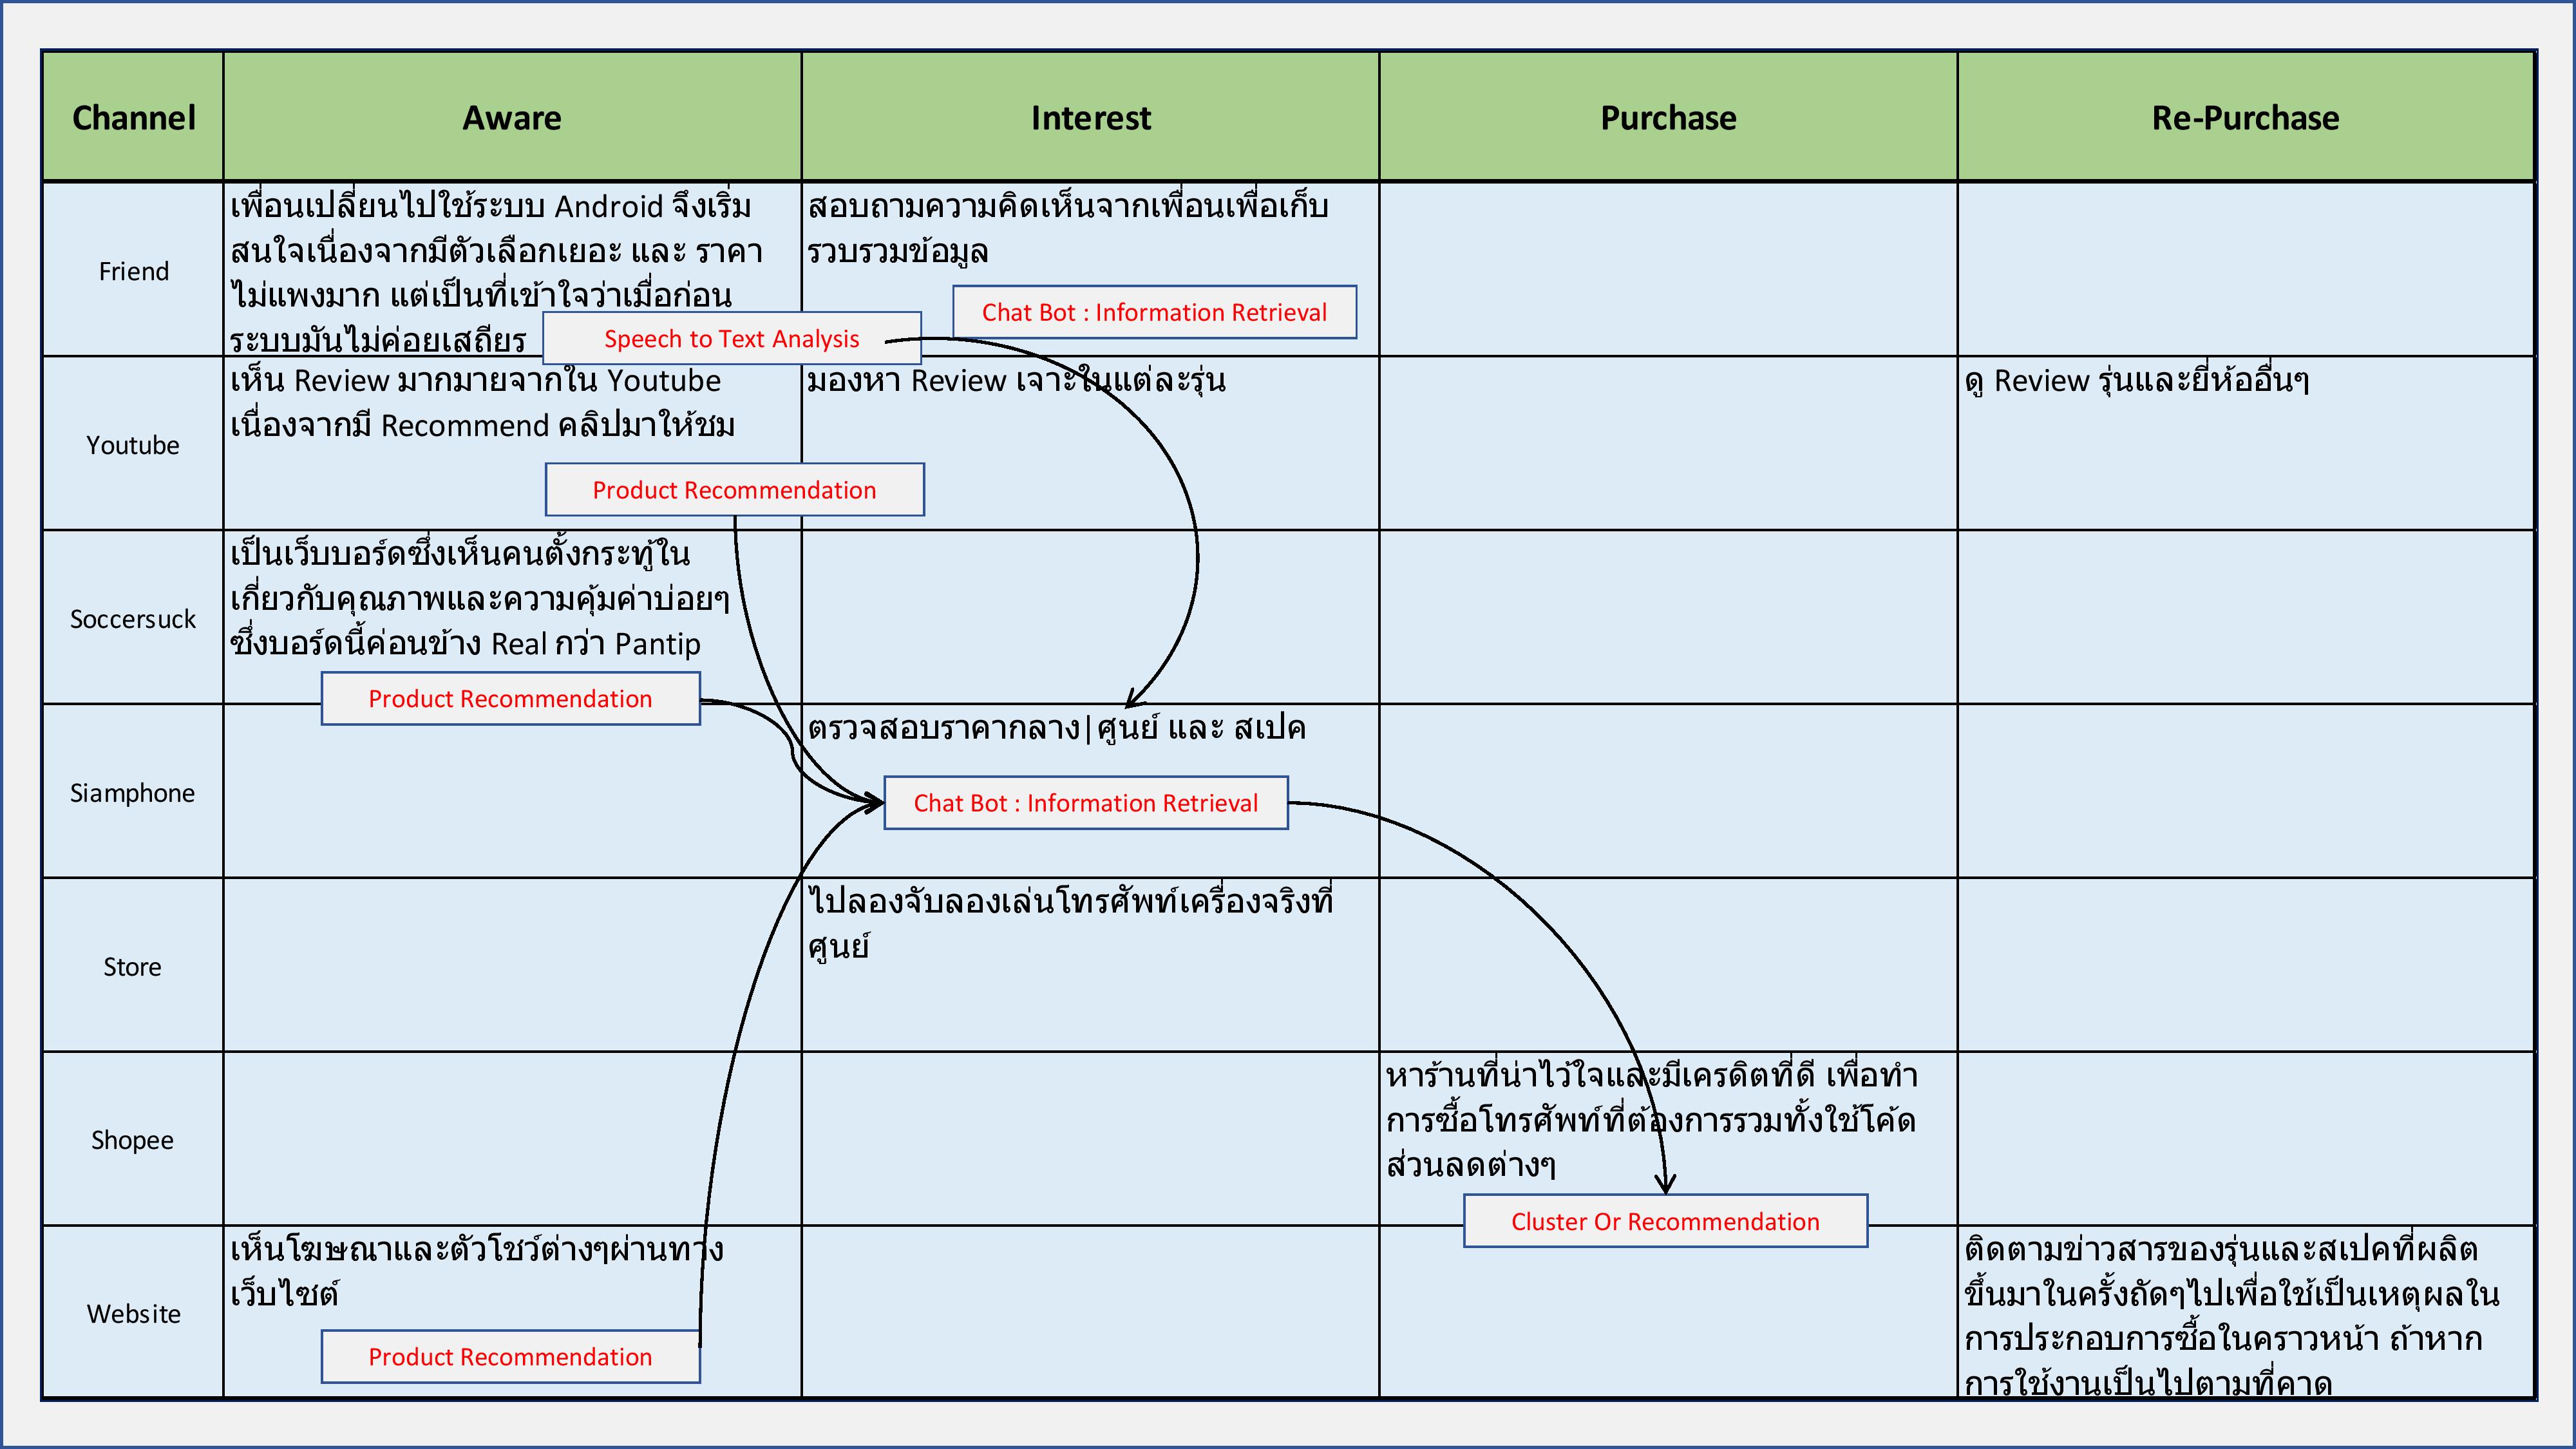 Channel
Aware
Interest
Purchase
Re-Purchase
Friend
เพื่อนเปลี่ยนไปใช้ระบบ Android จึงเริ่ม
สนใจเนื่องจากมีตัวเลือกเยอะ และ ราคา
ไม่แพงมาก แต่เป็นที่เข้าใจว่าเมื่อก่อน
ระบบมันไม่ค่อยเสถียร
Speech to Text Analysis
สอบถามความคิดเห็นจากเพื่อนเพื่อเก็บ
รวบรวมข้อมูล
Chat Bot : Information Retrieval
Youtube
เห็น Review มากมายจากใน Youtube
เนื่องจากมี Recommend คลิปมาให้ชม
Product Recommendation
มองหา Review เจาะในแต่ละรุ่น
ดู Review รุ่นและยี่ห้ออื่นๆ
Soccersuck
เป็นเว็บบอร์ดซึ่งเห็นคนตั้งกระทู้ใน
เกี่ยวกับคุณภาพและความคุ้มค่าบ่อยๆ
ซึ่งบอร์ดนี้ค่อนข้าง Real กว่า Pantip
Product Recommendation
Siamphone
ตรวจสอบราคากลาง|ศูนย์ และ สเปค
Chat Bot : Information Retrieval
Store
ไปลองจับลองเล่นโทรศัพท์เครื่องจริงที่
ศูนย์
Shopee
หาร้านที่น่าไว้ใจและมีเครดิตที่ดี เพื่อทำ
การซื้อโทรศัพท์ที่ต้องการรวมทั้งใช้โค้ด
ส่วนลดต่างๆ
Cluster Or Recommendation
Website
เห็นโฆษณาและตัวโชว์ต่างๆผ่านทาง
เว็บไซต์
Product Recommendation
ติดตามข่าวสารของรุ่นและสเปคที่ผลิต
ขึ้นมาในครั้งถัดๆไปเพื่อใช้เป็นเหตุผลใน
การประกอบการซื้อในคราวหน้า ถ้าหาก
การใช้งานเป็นไปตามที่คาด